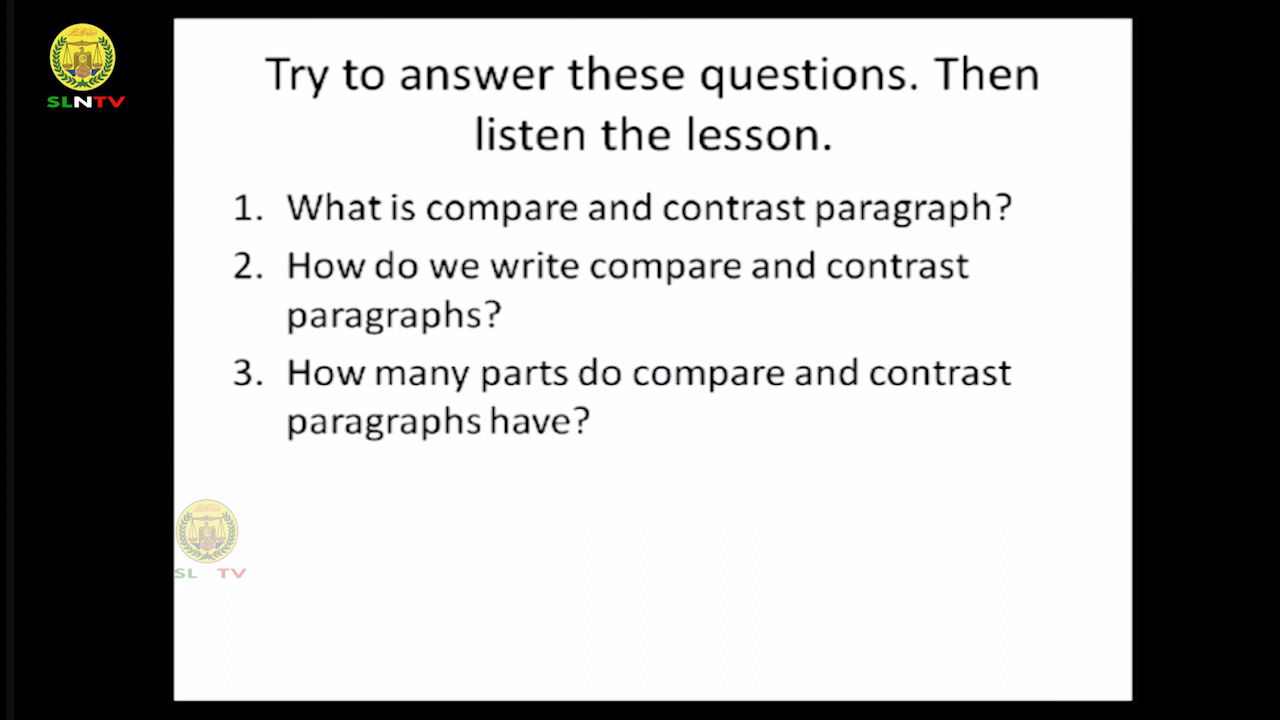 SLNTV
Try to answer these questions. Then
listen the lesson.
1. What is compare and contrast paragraph?
2. How do we write compare and contrast
paragraphs?
3. How many parts do compare and contrast
paragraphs have?
SL TV